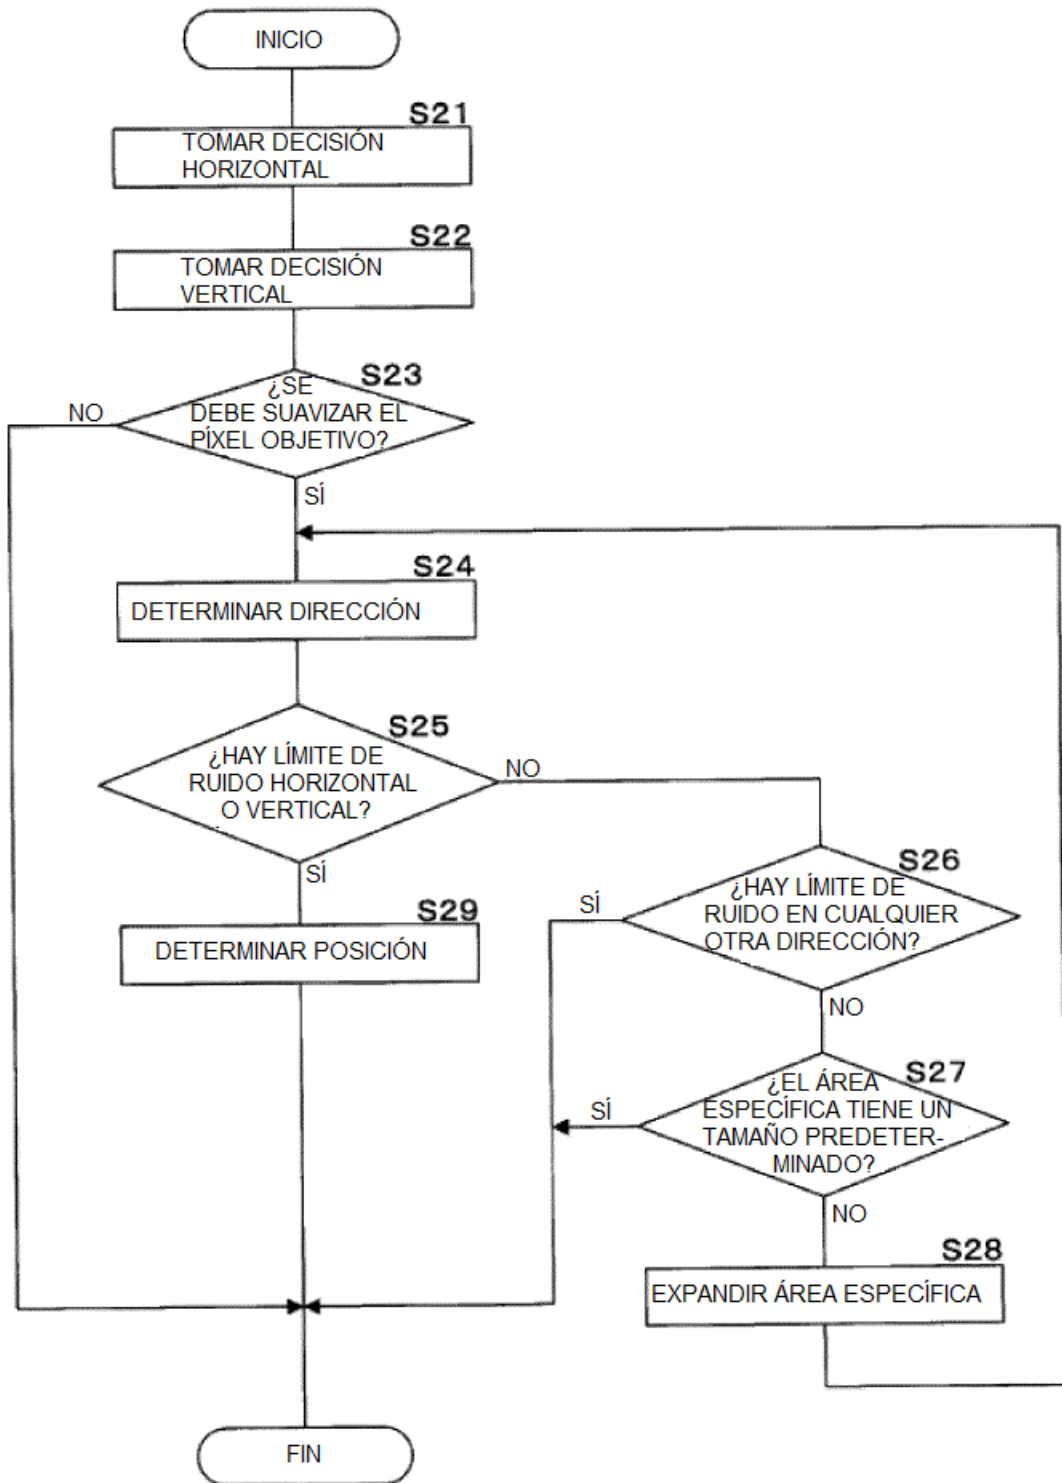 INICIO
S21
TOMAR DECISIÓN
HORIZONTAL
S22
TOMAR DECISIÓN
VERTICAL
S23
¿SE
DEBE SUAVIZAR EL
PÍXEL OBJETIVO?
NO
SÍ
S24
DETERMINAR DIRECCIÓN
S25
¿HAY LÍMITE DE
RUIDO HORIZONTAL
O VERTICAL?
NO
SÍ
S29
DETERMINAR POSICIÓN
S26
¿HAY LÍMITE DE
RUIDO EN CUALQUIER
OTRA DIRECCIÓN?
SÍ
NO
S27
¿EL ÁREA
ESPECÍFICA TIENE UN
TAMAÑO PREDETER-
MINADO?
SÍ
NO
S28
EXPANDIR ÁREA ESPECÍFICA
FIN